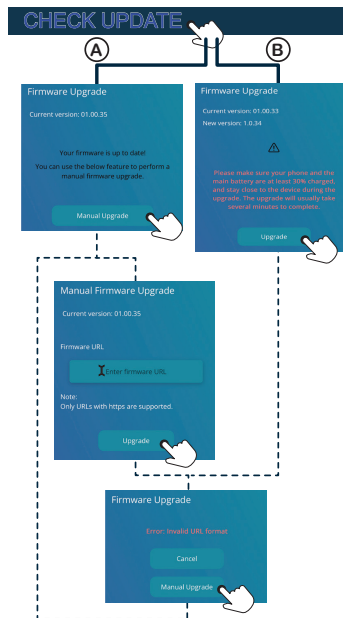 CHECK UPDATE
A
B
Firmware Upgrade
Current version: 01.00.35
Your firmware is up to date!
You can use the below feature to perform a
manual firmware upgrade.
Manual Upgrade
Firmware Upgrade
Current version: 01.00.33
New version: 1.0.34
Please make sure your phone and the
main battery are at least 30% charged,
and stay close to the device during the
upgrade. The upgrade will usually take
several minutes to complete.
Upgrade
Manual Firmware Upgrade
Current version: 01.00.35
Firmware URL
Enter firmware URL
Note:
Only URLs with https are supported.
Upgrade
Firmware Upgrade
Error: Invalid URL format
Cancel
Manual Upgrade